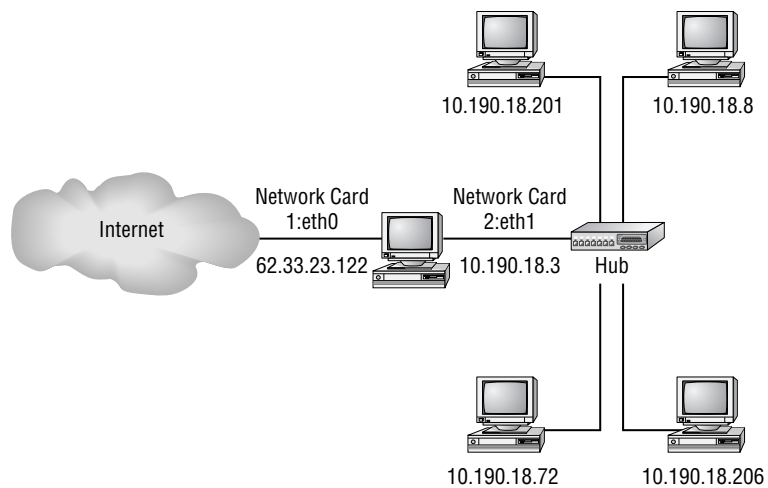 10.190.18.201
10.190.18.8
Network Card
1:eth0
Network Card
2:eth1
Internet
62.33.23.122
10.190.18.3
Hub
10.190.18.72
10.190.18.206